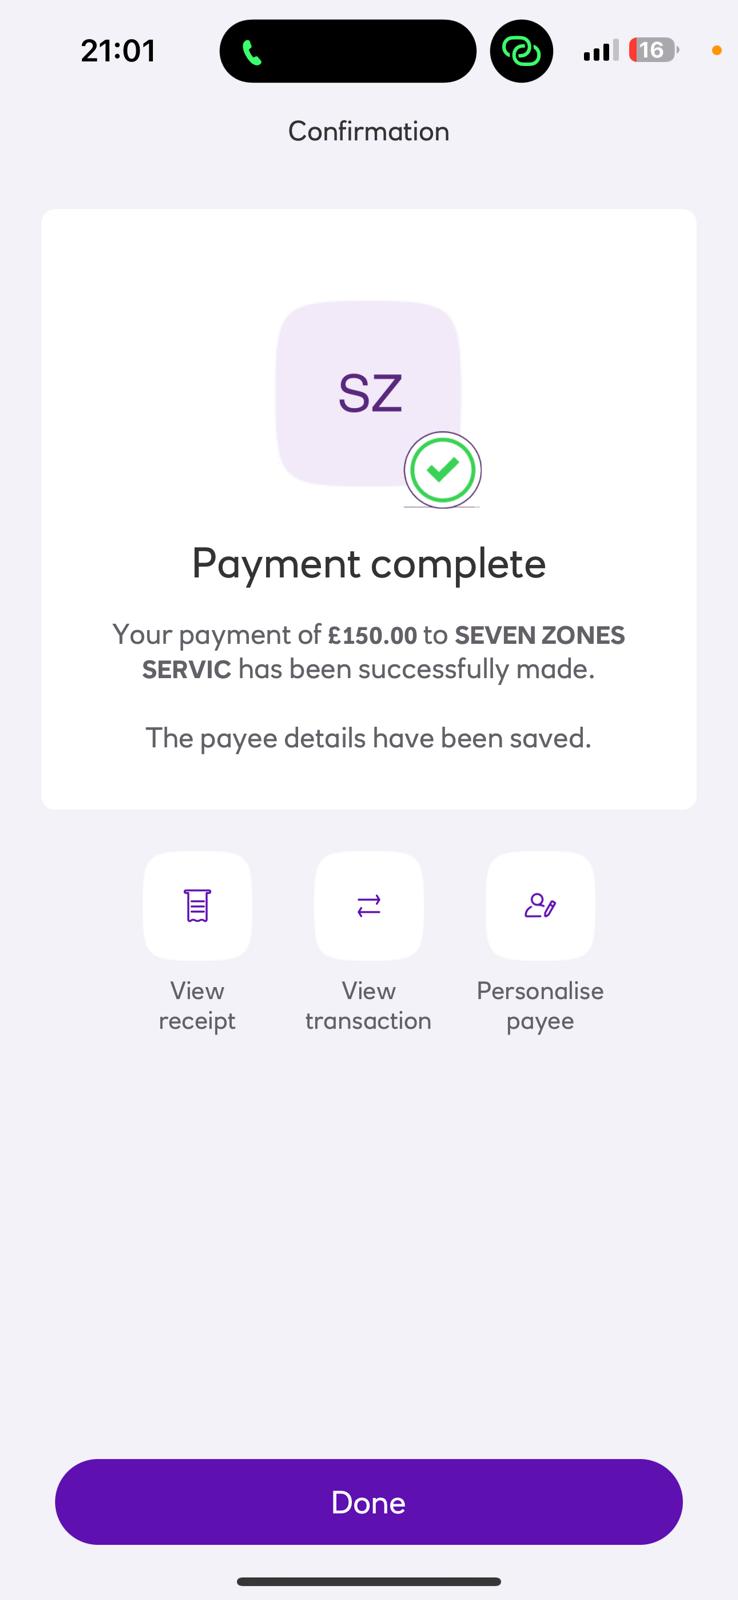 21:01
16
Confirmation
SZ
Payment complete
Your payment of £150.00 to SEVEN ZONES
SERVIC has been successfully made.
The payee details have been saved.
View
receipt
View
transaction
Personalise
payee
Done